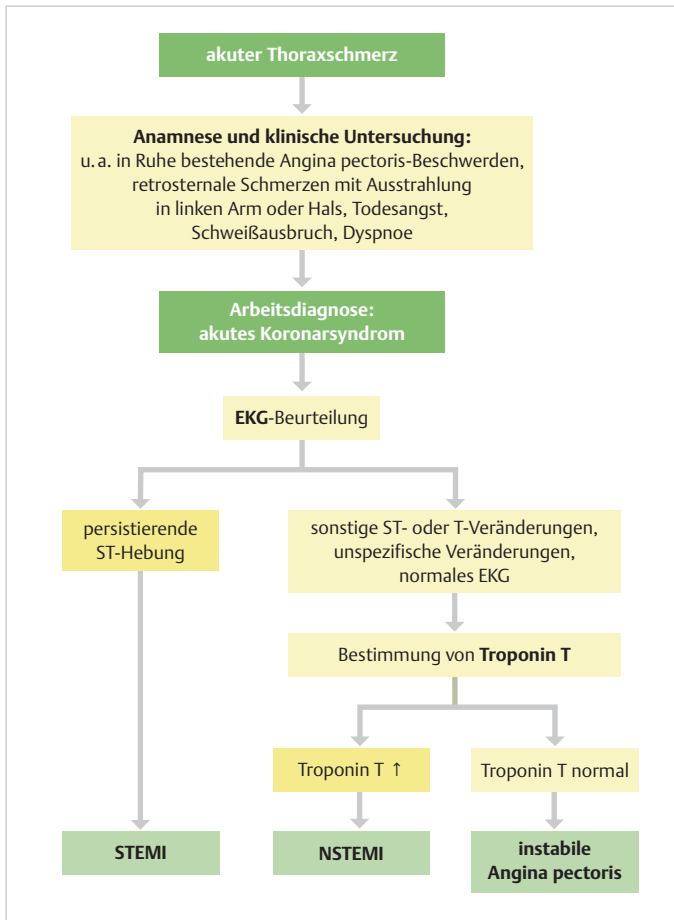 akuter Thoraxschmerz
Anamnese und klinische Untersuchung:
u. a. in Ruhe bestehende Angina pectoris-Beschwerden,
retrosternale Schmerzen mit Ausstrahlung
in linken Arm oder Hals, Todesangst,
Schweißausbruch, Dyspnoe
Arbeitsdiagnose:
akutes Koronarsyndrom
EKG-Beurteilung
persistierende
ST-Hebung
sonstige ST- oder T-Veränderungen,
unspezifische Veränderungen,
normales EKG
Bestimmung von Troponin T
Troponin T ↑
Troponin T normal
STEMI
NSTEMI
instabile
Angina pectoris